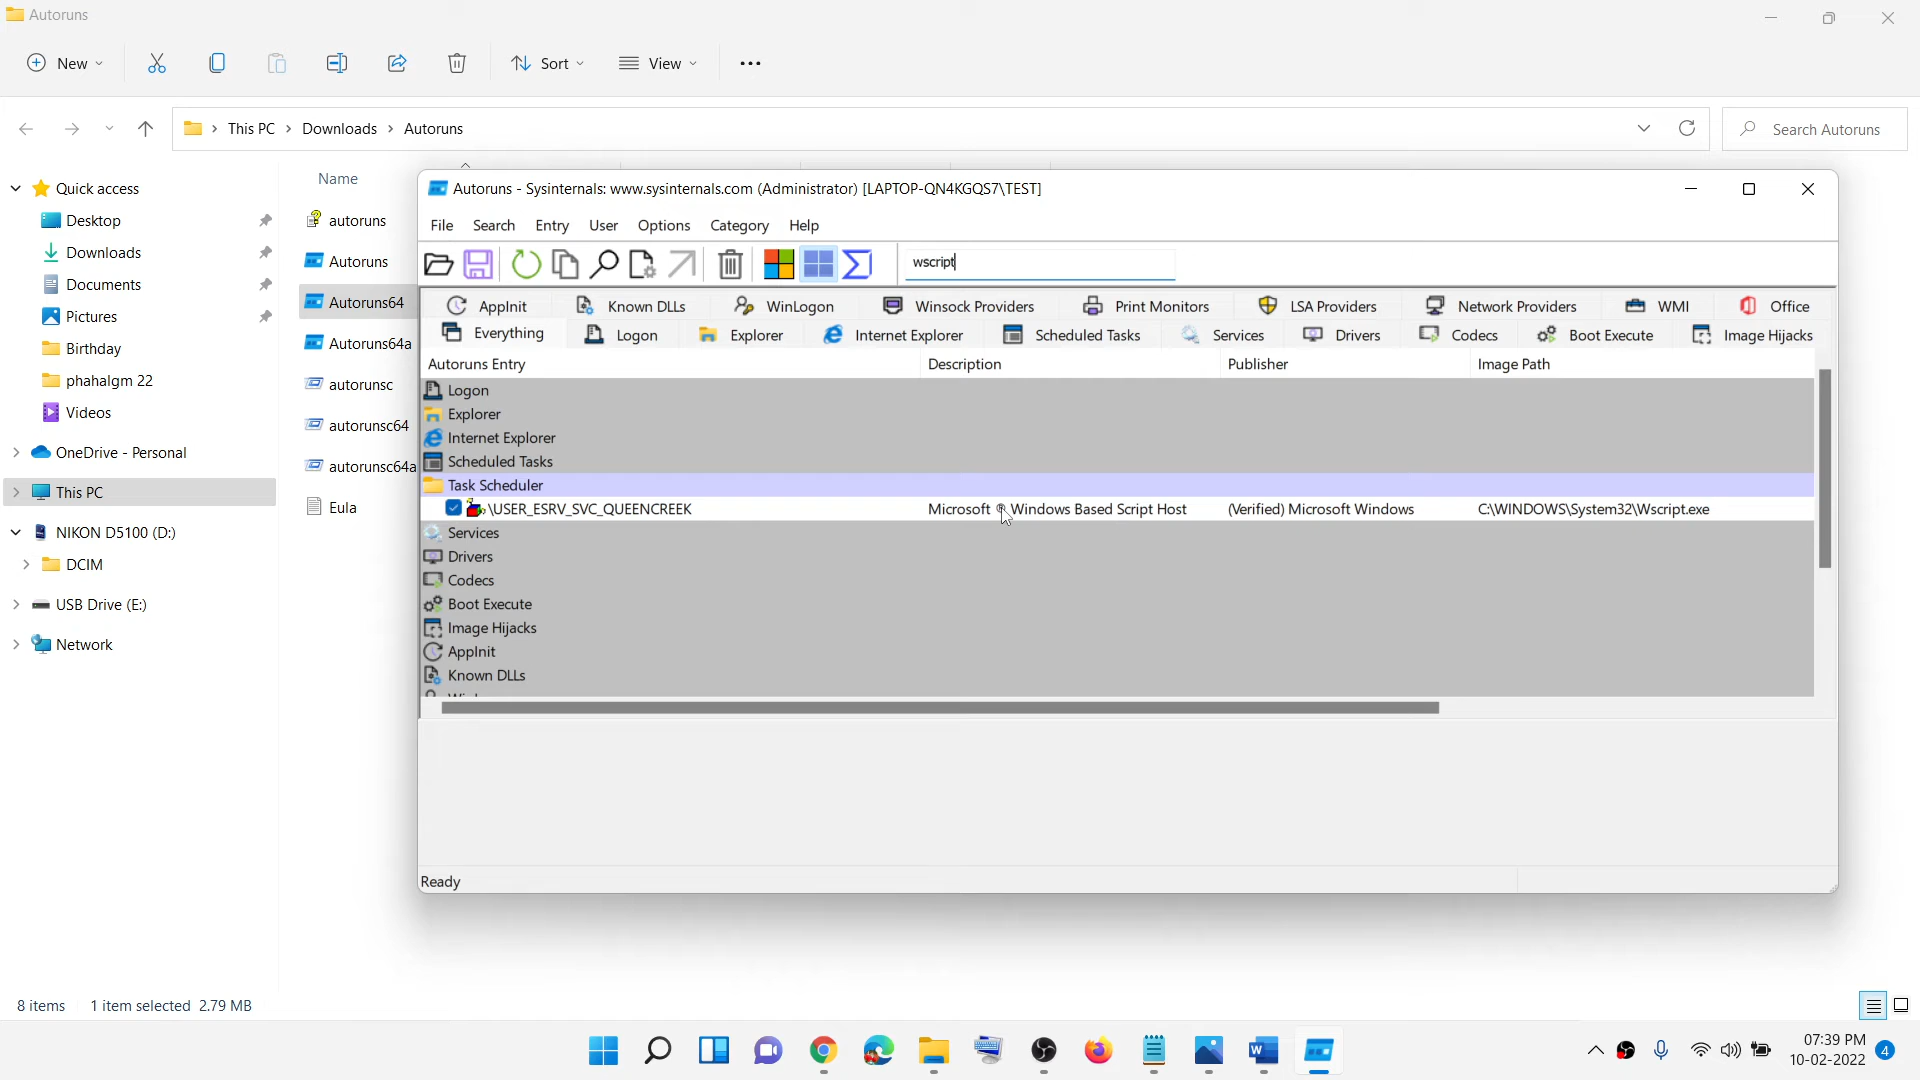 Autoruns
New
Sort
View
This PC
Downloads
Autoruns
Search Autoruns
Quick access
Desktop
Downloads
Documents
Pictures
Birthday
phahalgm 22
Videos
OneDrive - Personal
This PC
NIKON D5100 (D:)
DCIM
USB Drive (E:)
Network
Name
autoruns
Autoruns
Autoruns64
Autoruns64a
autorunsc
autorunsc64
autorunsc64a
Eula
Autoruns - Sysinternals: www.sysinternals.com (Administrator) [LAPTOP-QN4KGQS7\TEST]
File Search Entry User Options Category Help
wscript
AppInit Known DLLs WinLogon Winsock Providers Print Monitors LSA Providers Network Providers WMI Office
Everything Logon Explorer Internet Explorer Scheduled Tasks Services Drivers Codecs Boot Execute Image Hijacks
Autoruns Entry Description Publisher Image Path
Logon
Explorer
Internet Explorer
Scheduled Tasks
Task Scheduler
\USER_ESRV_SVC_QUEENCREEK Microsoft ® Windows Based Script Host (Verified) Microsoft Windows C:\WINDOWS\System32\Wscript.exe
Services
Drivers
Codecs
Boot Execute
Image Hijacks
AppInit
Known DLLs
Ready
8 items 1 item selected 2.79 MB
07:39 PM
10-02-2022
4